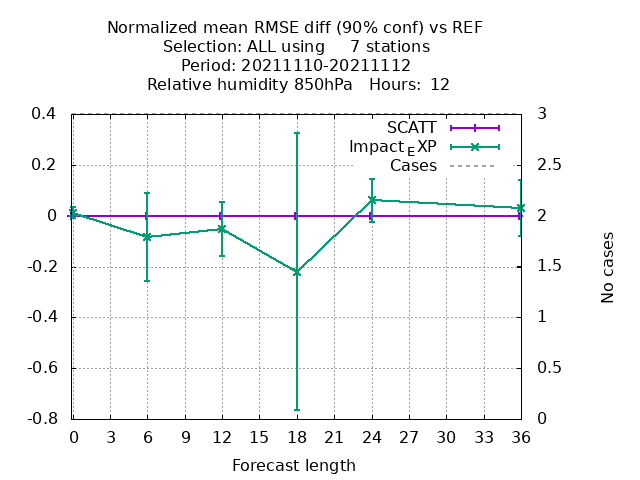 Normalized mean RMSE diff (90% conf) vs REF
Selection: ALL using     7 stations
Period: 20211110-20211112
Relative humidity 850hPa   Hours:  12
0.4
0.2
0
-0.2
-0.4
-0.6
-0.8
3
2.5
2
1.5
1
0.5
0
SCATT
Impact_EXP
Cases
No cases
0 3 6 9 12 15 18 21 24 27 30 33 36
Forecast length